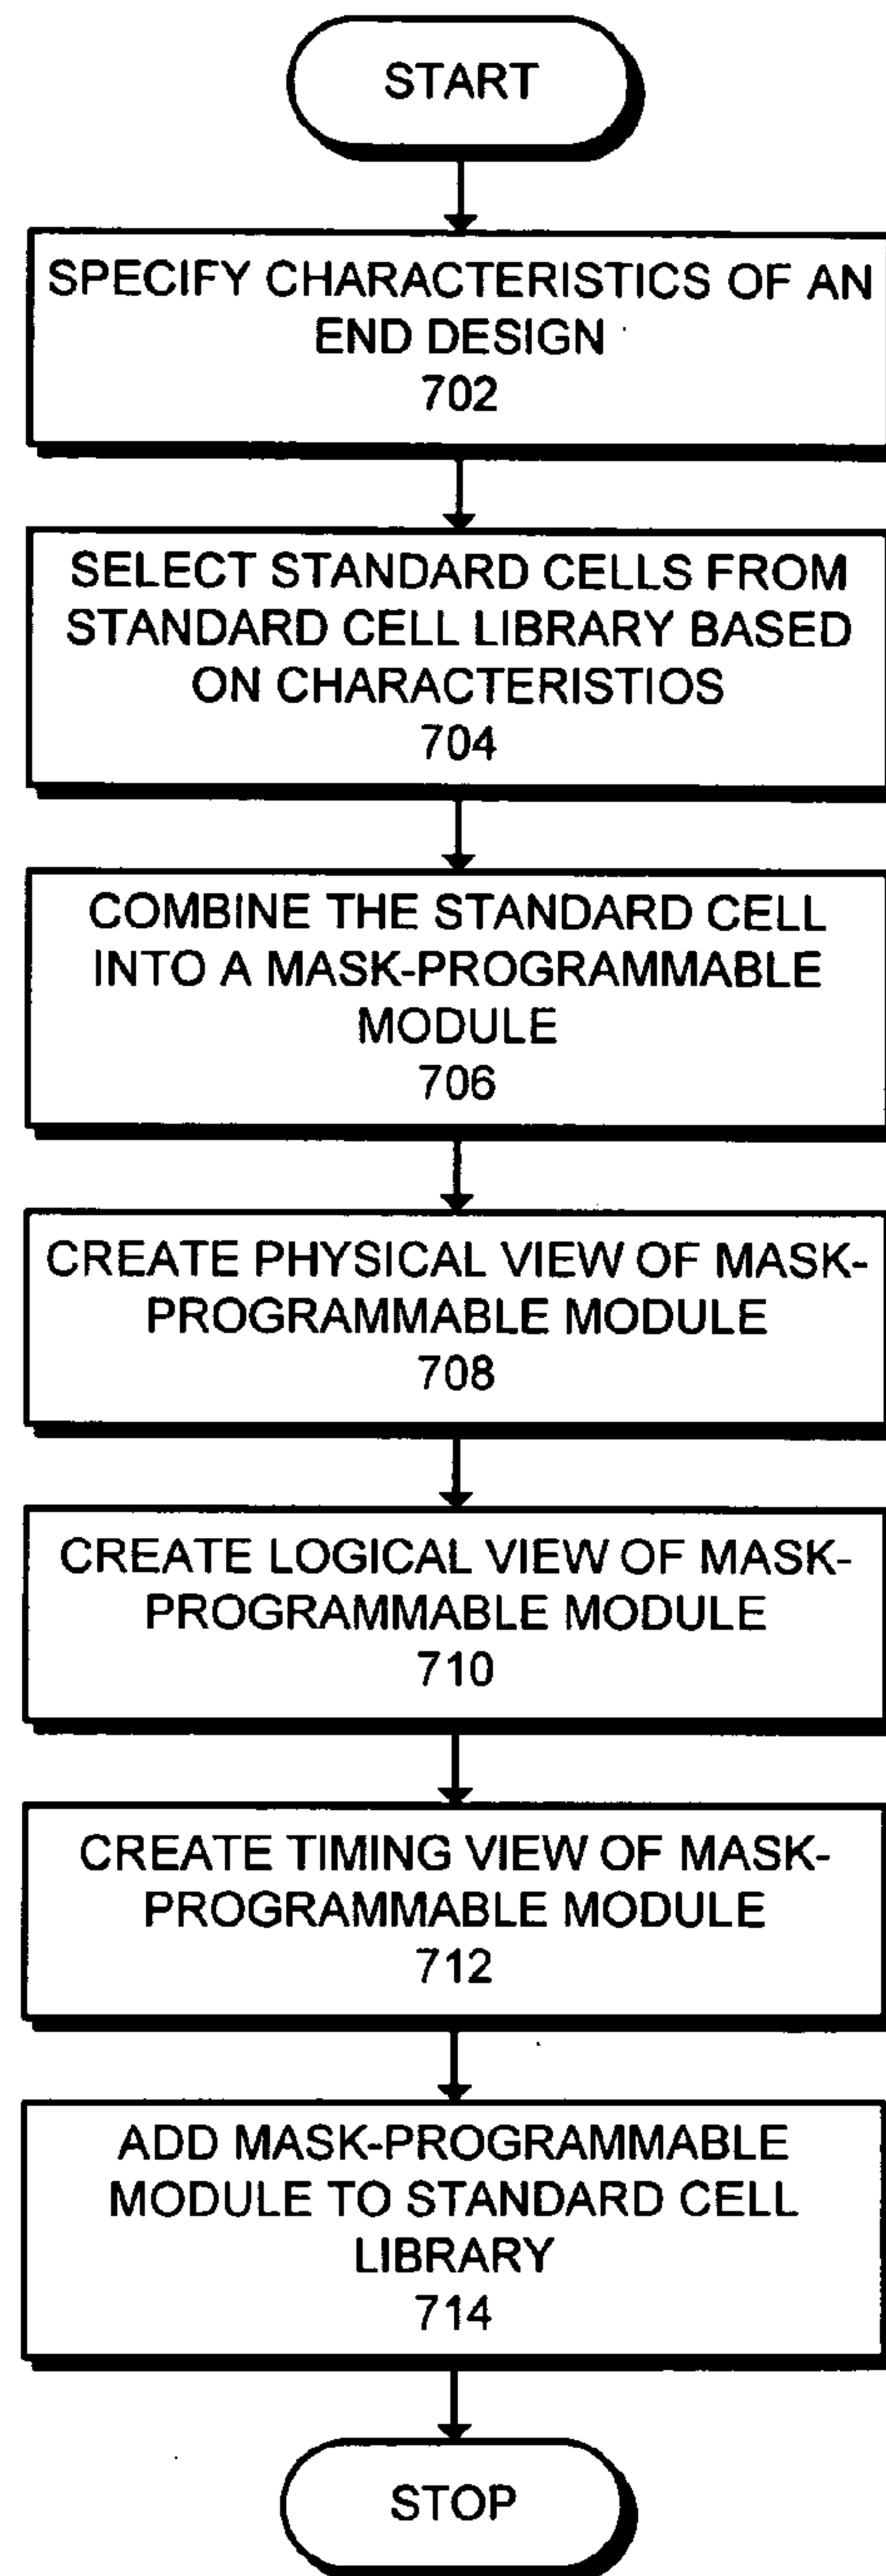 START
SPECIFY CHARACTERISTICS OF AN
END DESIGN
702
SELECT STANDARD CELLS FROM
STANDARD CELL LIBRARY BASED
ON CHARACTERISTIOS
704
COMBINE THE STANDARD CELL
INTO A MASK-PROGRAMMABLE
MODULE
706
CREATE PHYSICAL VIEW OF MASK-
PROGRAMMABLE MODULE
708
CREATE LOGICAL VIEW OF MASK-
PROGRAMMABLE MODULE
710
CREATE TIMING VIEW OF MASK-
PROGRAMMABLE MODULE
712
ADD MASK-PROGRAMMABLE
MODULE TO STANDARD CELL
LIBRARY
714
STOP